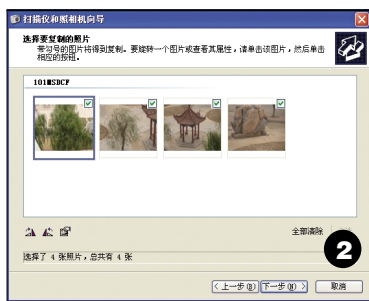 扫描仪和照相机向导
选择要复制的照片
带勾号的图片将得到复制。要旋转一个图片或查看其属性，请单击该图片，然后单击
相应的按钮。
101MSDCF
全部清除
选择了 4 张照片，总共有 4 张
2
< 上一步(B) 下一步(N) > 取消